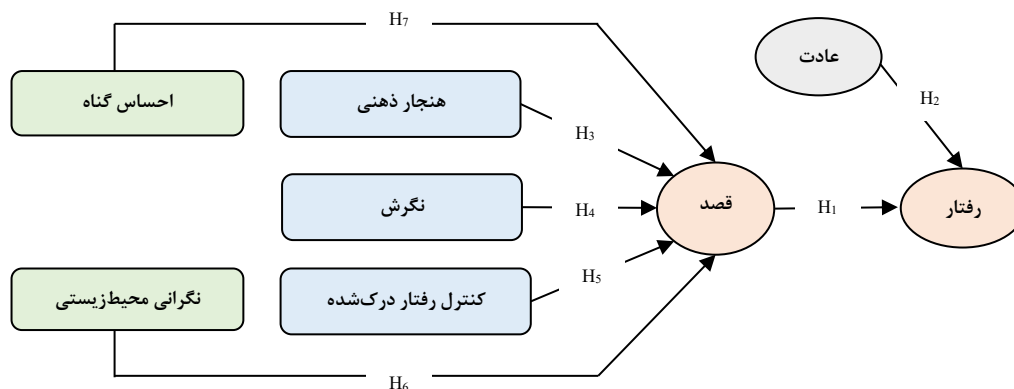 H7
عادت
احساس گناه
هنجار ذهنی
H2
H3
نگرش
H4
قصد
H1
رفتار
H5
نگرانی محیط‌زیستی
کنترل رفتار درک‌شده
H6